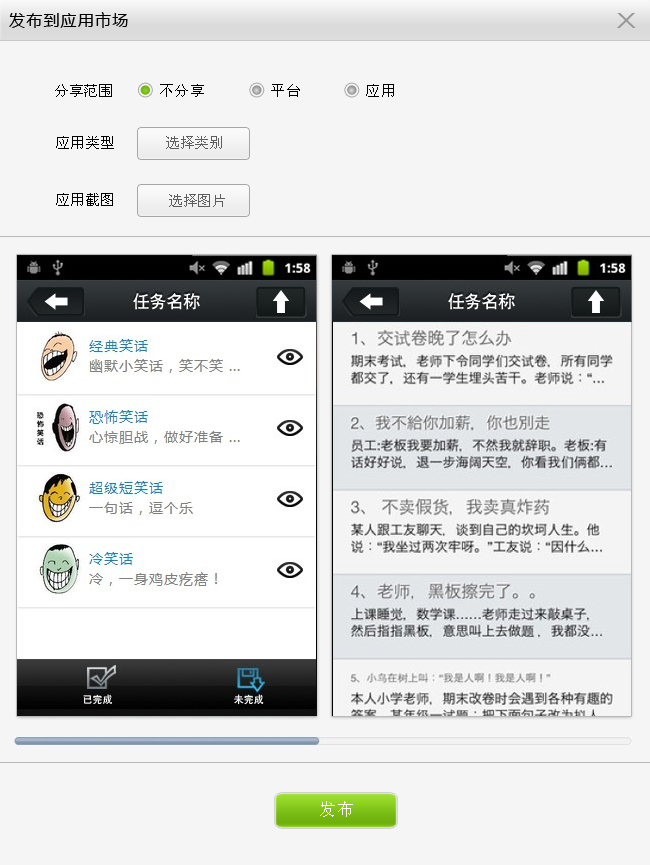 发布到应用市场
分享范围 不分享 平台 应用
应用类型 选择类别
应用截图 选择图片
1:58
任务名称
经典笑话
幽默小笑话，笑不笑 ...
恐怖笑话
恐怖笑话
心惊胆战，做好准备 ...
超级短笑话
一句话，逗个乐
冷笑话
冷，一身鸡皮疙瘩！
已完成 未完成
1:58
任务名称
1、交试卷晚了怎么办
期末考试，老师下令同学们交试卷，所有同学
都交了，还有一学生埋头苦干。老师说：“...
2、我不給你加薪，你也别走
员工:老板我要加薪，不然我就辞职。老板:有
话好好说，退一步海阔天空，你看我们俩都...
3、 不卖假货，我卖真炸药
某人跟工友聊天，谈到自己的坎坷人生。他
说：“我坐过两次牢呀。”工友说：“因什么...
4、老师，黑板擦完了。。
上课睡觉，数学课……老师走过来敲桌子，
然后指指黑板，意思叫上去做题 ，我都没...
5、小鸟在树上叫：“我是人啊！我是人啊！”
本人小学老师，期末改卷时会遇到各种有趣的
答案，某年级一试题：把下面句子改为拟人
发布